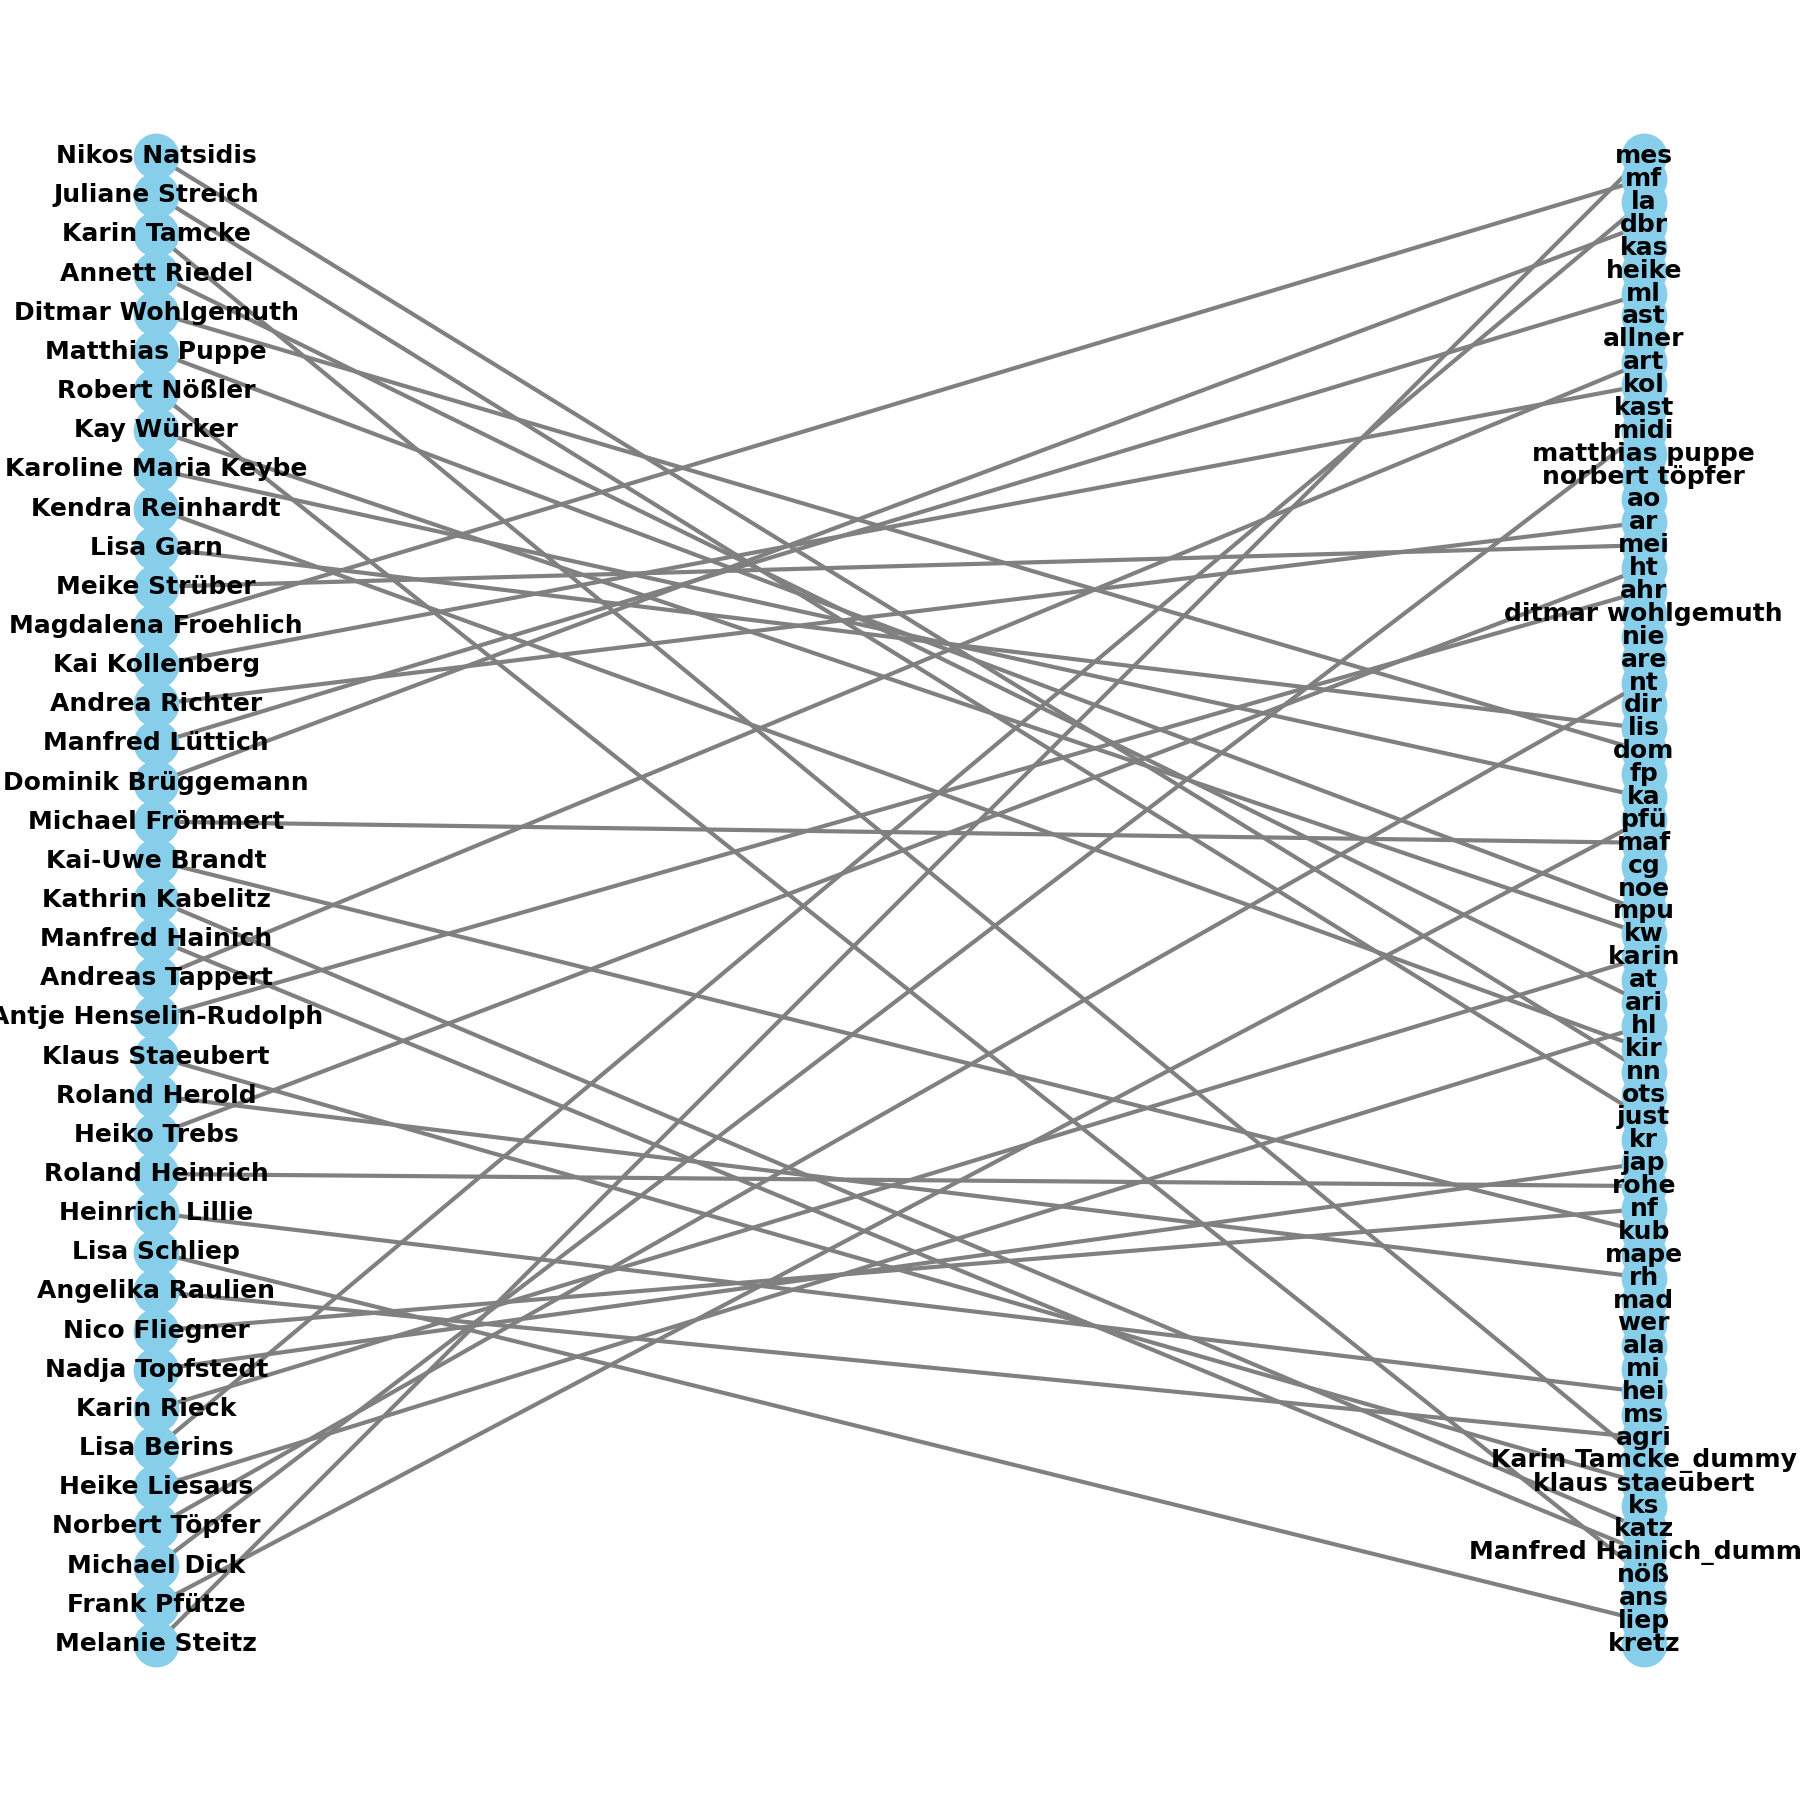 Nikos Natsidis
Juliane Streich
Karin Tamcke
Annett Riedel
Ditmar Wohlgemuth
Matthias Puppe
Robert Nößler
Kay Würker
Karoline Maria Keybe
Kendra Reinhardt
Lisa Garn
Meike Strüber
Magdalena Froehlich
Kai Kollenberg
Andrea Richter
Manfred Lüttich
Dominik Brüggemann
Michael Frömmert
Kai-Uwe Brandt
Kathrin Kabelitz
Manfred Hainich
Andreas Tappert
Antje Henselin-Rudolph
Klaus Staeubert
Roland Herold
Heiko Trebs
Roland Heinrich
Heinrich Lillie
Lisa Schliep
Angelika Raulien
Nico Fliegner
Nadja Topfstedt
Karin Rieck
Lisa Berins
Heike Liesaus
Norbert Töpfer
Michael Dick
Frank Pfütze
Melanie Steitz
mes
mf
la
dbr
kas
heike
ml
ast
allner
art
kol
kast
midi
matthias puppe
norbert töpfer
ao
ar
mei
ht
ahr
ditmar wohlgemuth
nie
are
nt
dir
lis
dom
fp
ka
pfü
maf
cg
noe
mpu
kw
karin
at
ari
hl
kir
nn
ots
just
kr
jap
rohe
nf
kub
mape
rh
mad
wer
ala
mi
hei
ms
agri
Karin Tamcke_dummy
klaus staeubert
ks
katz
Manfred Hainich_dumm
nöß
ans
liep
kretz